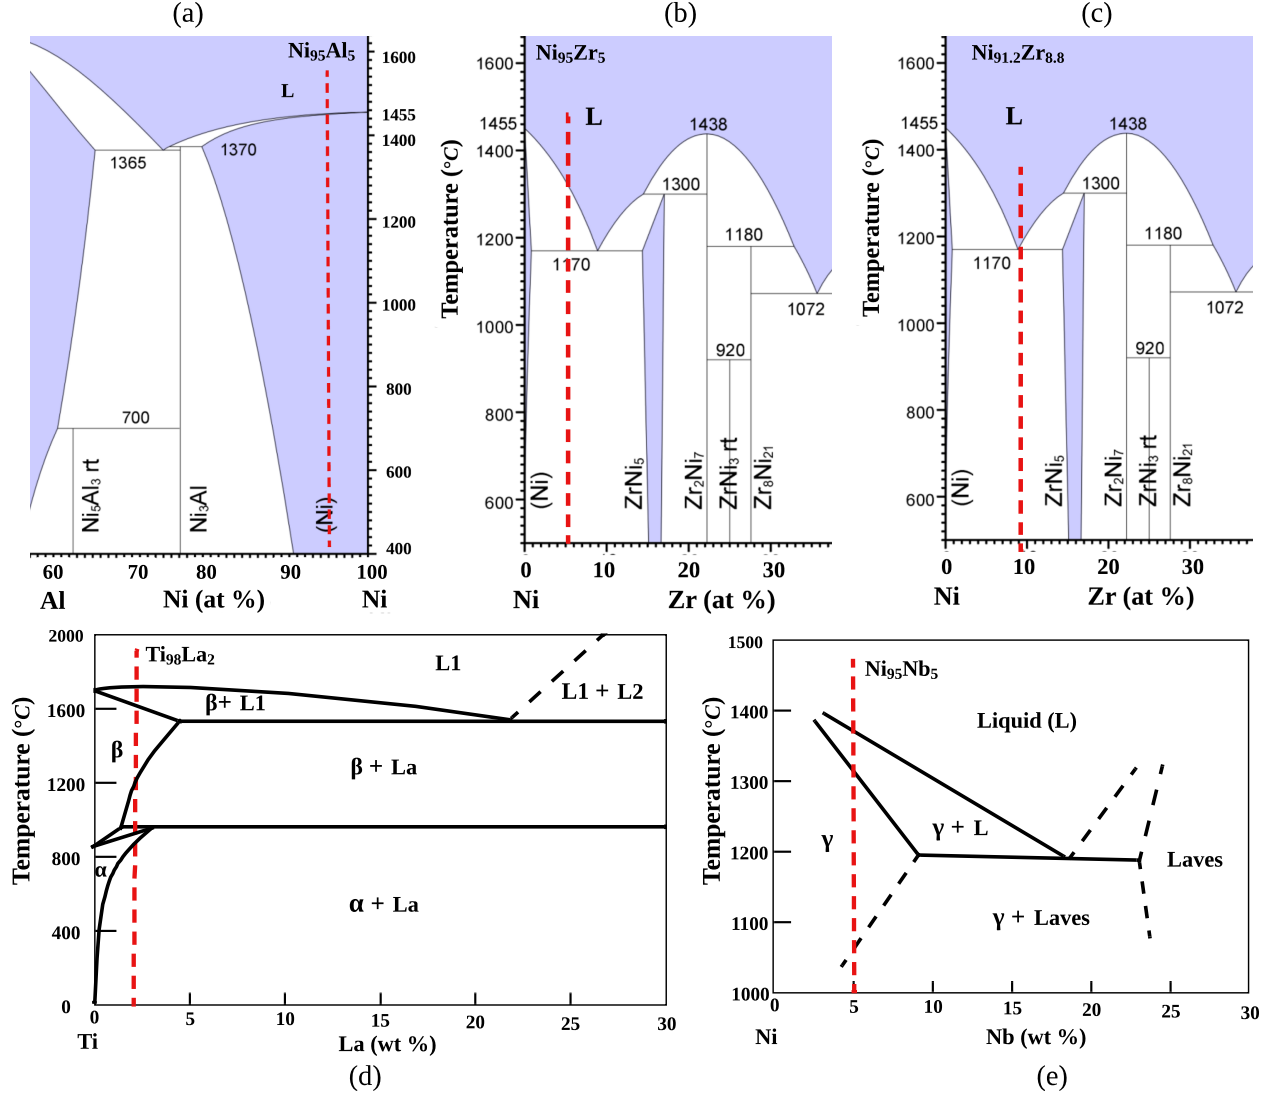 (a)
(b)
(c)
Ni95Al5
L
1600
1455
1400
1365
1370
1200
1000
800
700
600
400
Ni5Al3 rt
Ni3Al
(Ni)
60
70
80
90
100
Al
Ni (at %)
Ni
Ni95Zr5
L
Temperature (°C)
1600
1455
1400
1200
1000
800
600
1438
1300
1180
1170
1072
920
(Ni)
ZrNi5
Zr2Ni7
ZrNi3 rt
Zr8Ni21
0
10
20
30
Ni
Zr (at %)
Ni91.2Zr8.8
L
Temperature (°C)
1600
1455
1400
1200
1000
800
600
1438
1300
1180
1170
1072
920
(Ni)
ZrNi5
Zr2Ni7
ZrNi3 rt
Zr8Ni21
0
10
20
30
Ni
Zr (at %)
Temperature (°C)
2000
1600
1200
800
400
0
Ti98La2
L1
L1 + L2
β+ L1
β
β + La
α
α + La
0
5
10
15
20
25
30
Ti
La (wt %)
(d)
Temperature (°C)
1500
1400
1300
1200
1100
1000
Ni95Nb5
Liquid (L)
γ + L
γ
Laves
γ + Laves
0
5
10
15
20
25
30
Ni
Nb (wt %)
(e)